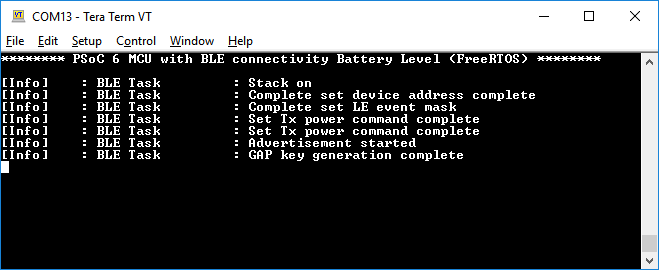 COM13 - Tera Term VT
File Edit Setup Control Window Help
******** PSoC 6 MCU with BLE connectivity Battery Level (FreeRTOS) ********
[Info] : BLE Task : Stack on
[Info] : BLE Task : Complete set device address complete
[Info] : BLE Task : Complete set LE event mask
[Info] : BLE Task : Set Tx power command complete
[Info] : BLE Task : Set Tx power command complete
[Info] : BLE Task : Advertisement started
[Info] : BLE Task : GAP key generation complete